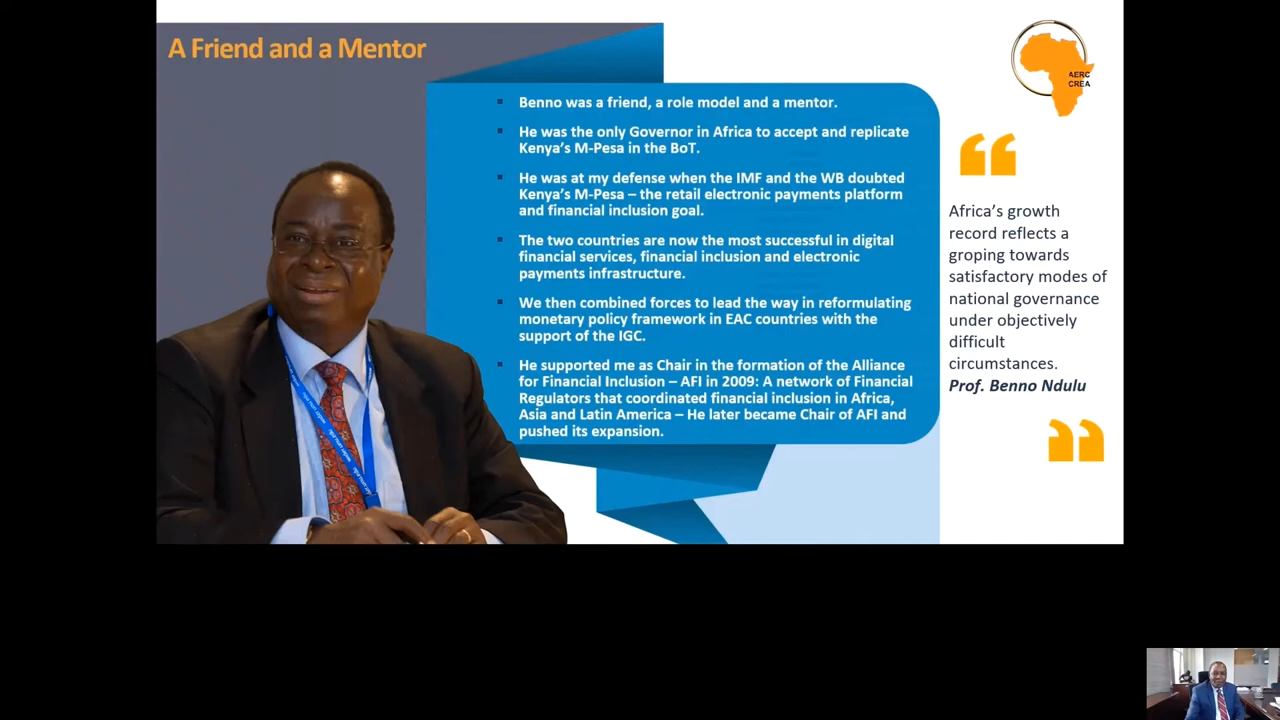 A Friend and a Mentor
Benno was a friend, a role model and a mentor.
He was the only Governor in Africa to accept and replicate
Kenya's M-Pesa in the BoT.
He was at my defense when the IMF and the WB doubted
Kenya's M-Pesa – the retail electronic payments platform
and financial inclusion goal.
The two countries are now the most successful in digital
financial services, financial inclusion and electronic
payments infrastructure.
We then combined forces to lead the way in reformulating
monetary policy framework in EAC countries with the
support of the IGC.
He supported me as Chair in the formation of the Alliance
for Financial Inclusion – AFI in 2009: A network of Financial
Regulators that coordinated financial inclusion in Africa,
Asia and Latin America – He later became Chair of AFI and
pushed its expansion.
AERC
CREA
“
Africa's growth
record reflects a
groping towards
satisfactory modes of
national governance
under objectively
difficult
circumstances.
Prof. Benno Ndulu
”